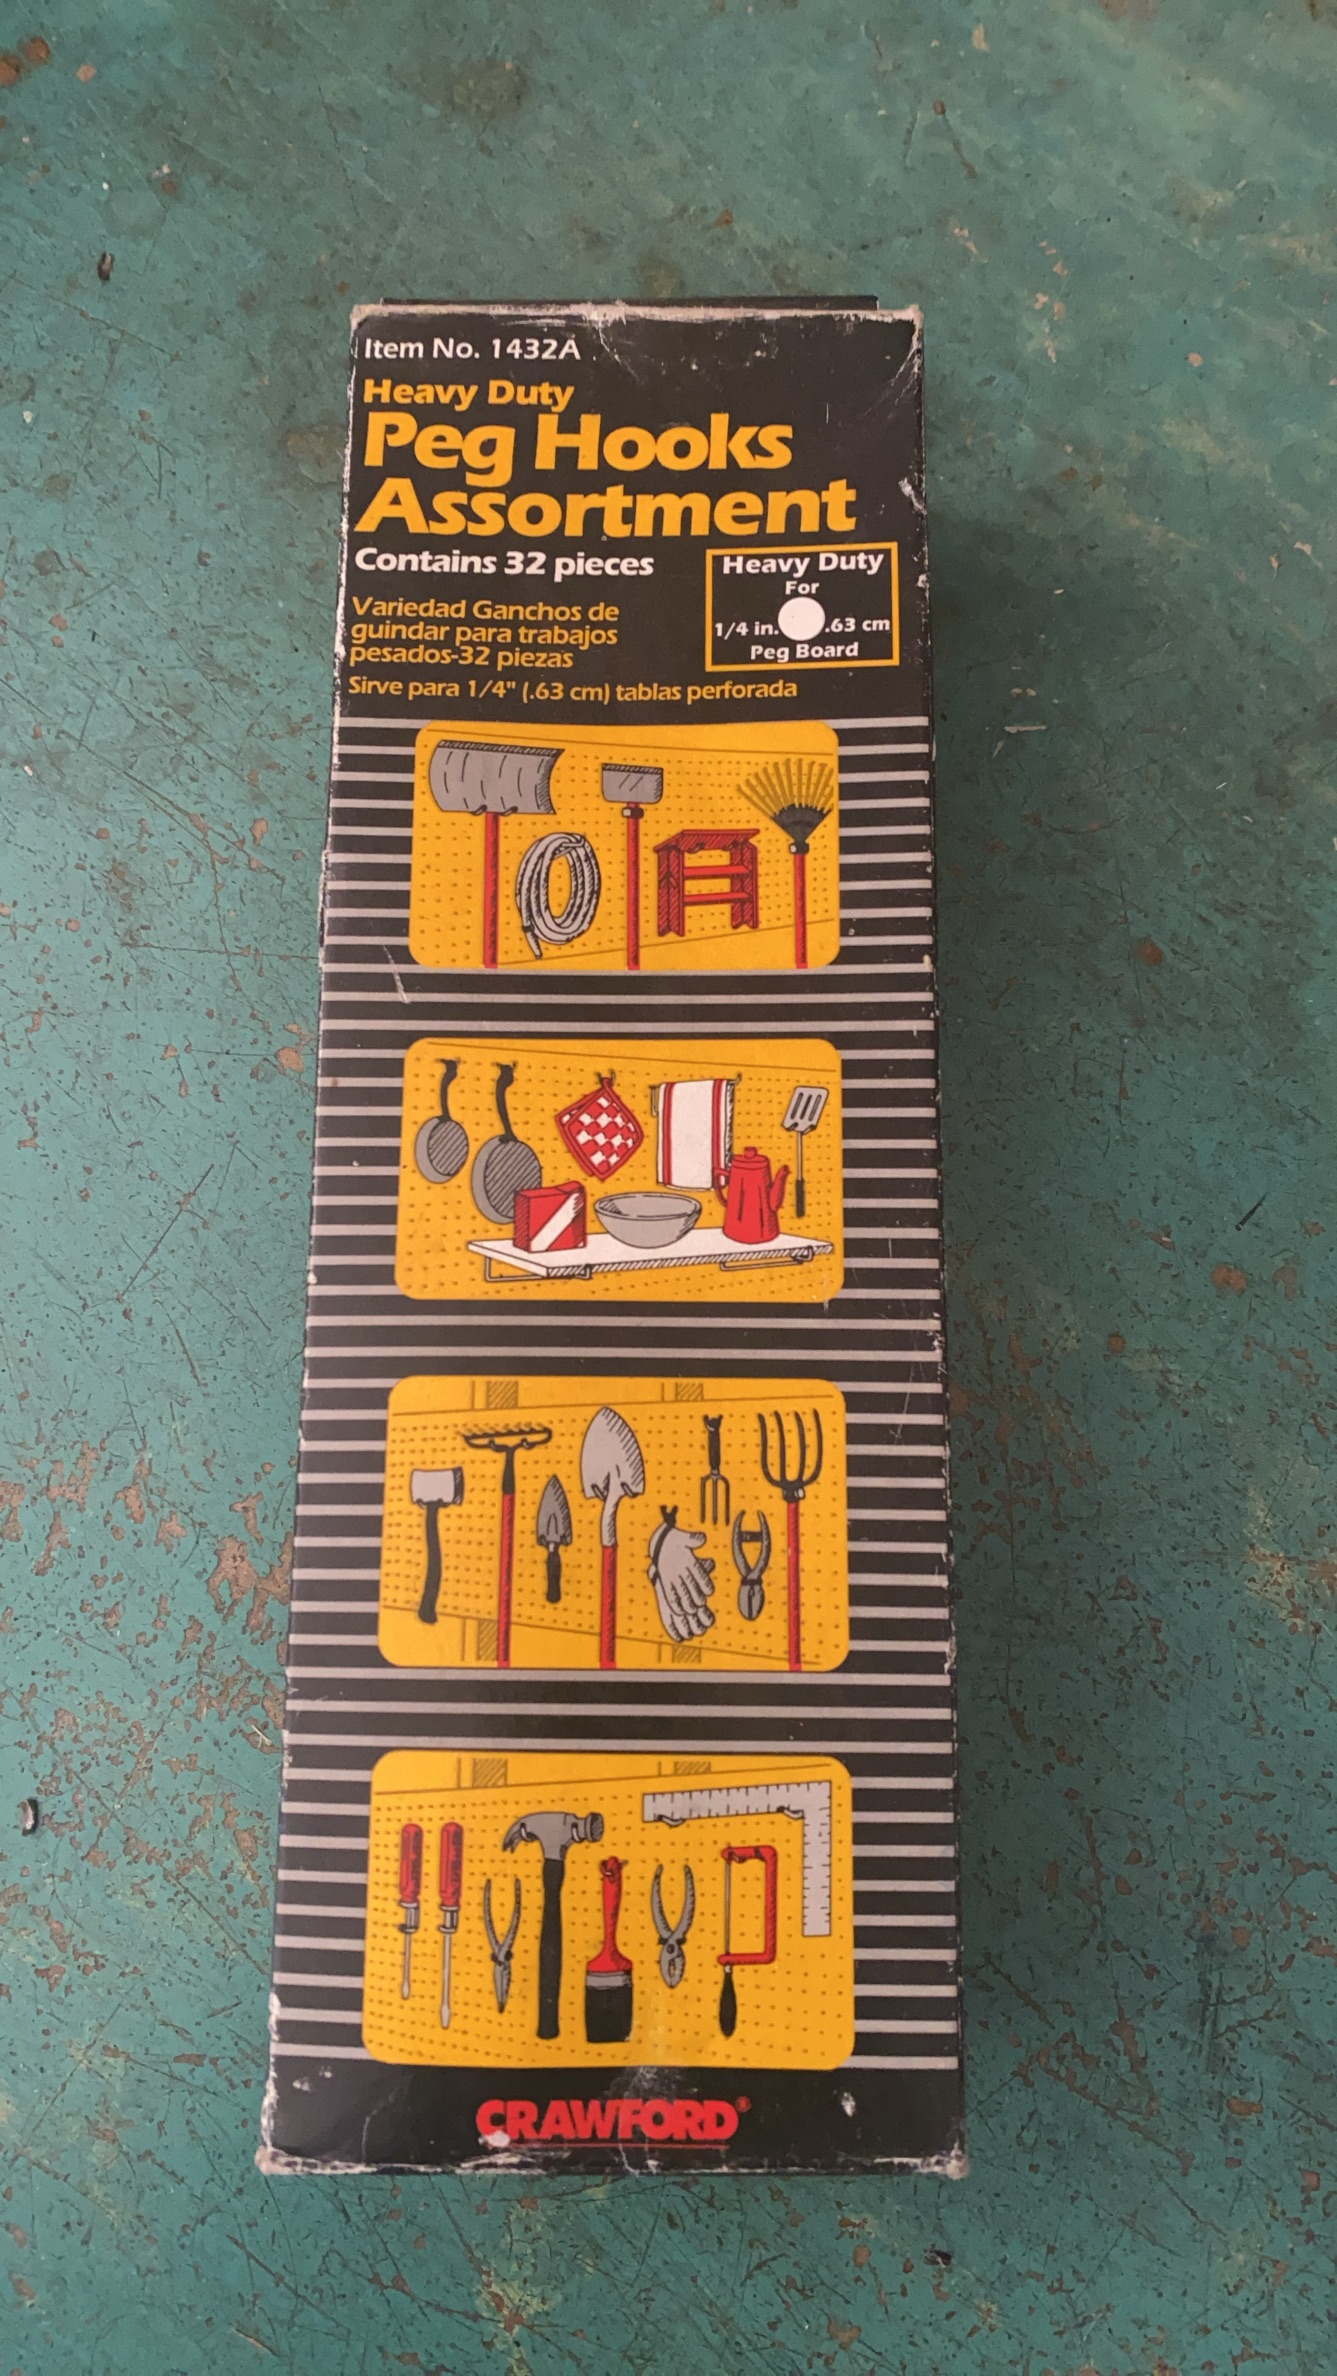 Item No. 1432A
Heavy Duty
Peg Hooks
Assortment
Contains 32 pieces
Heavy Duty
For
1/4 in. .63 cm
Peg Board
Variedad Ganchos de
guindar para trabajos
pesados-32 piezas
Sirve para 1/4" (.63 cm) tablas perforada
CRAWFORD®